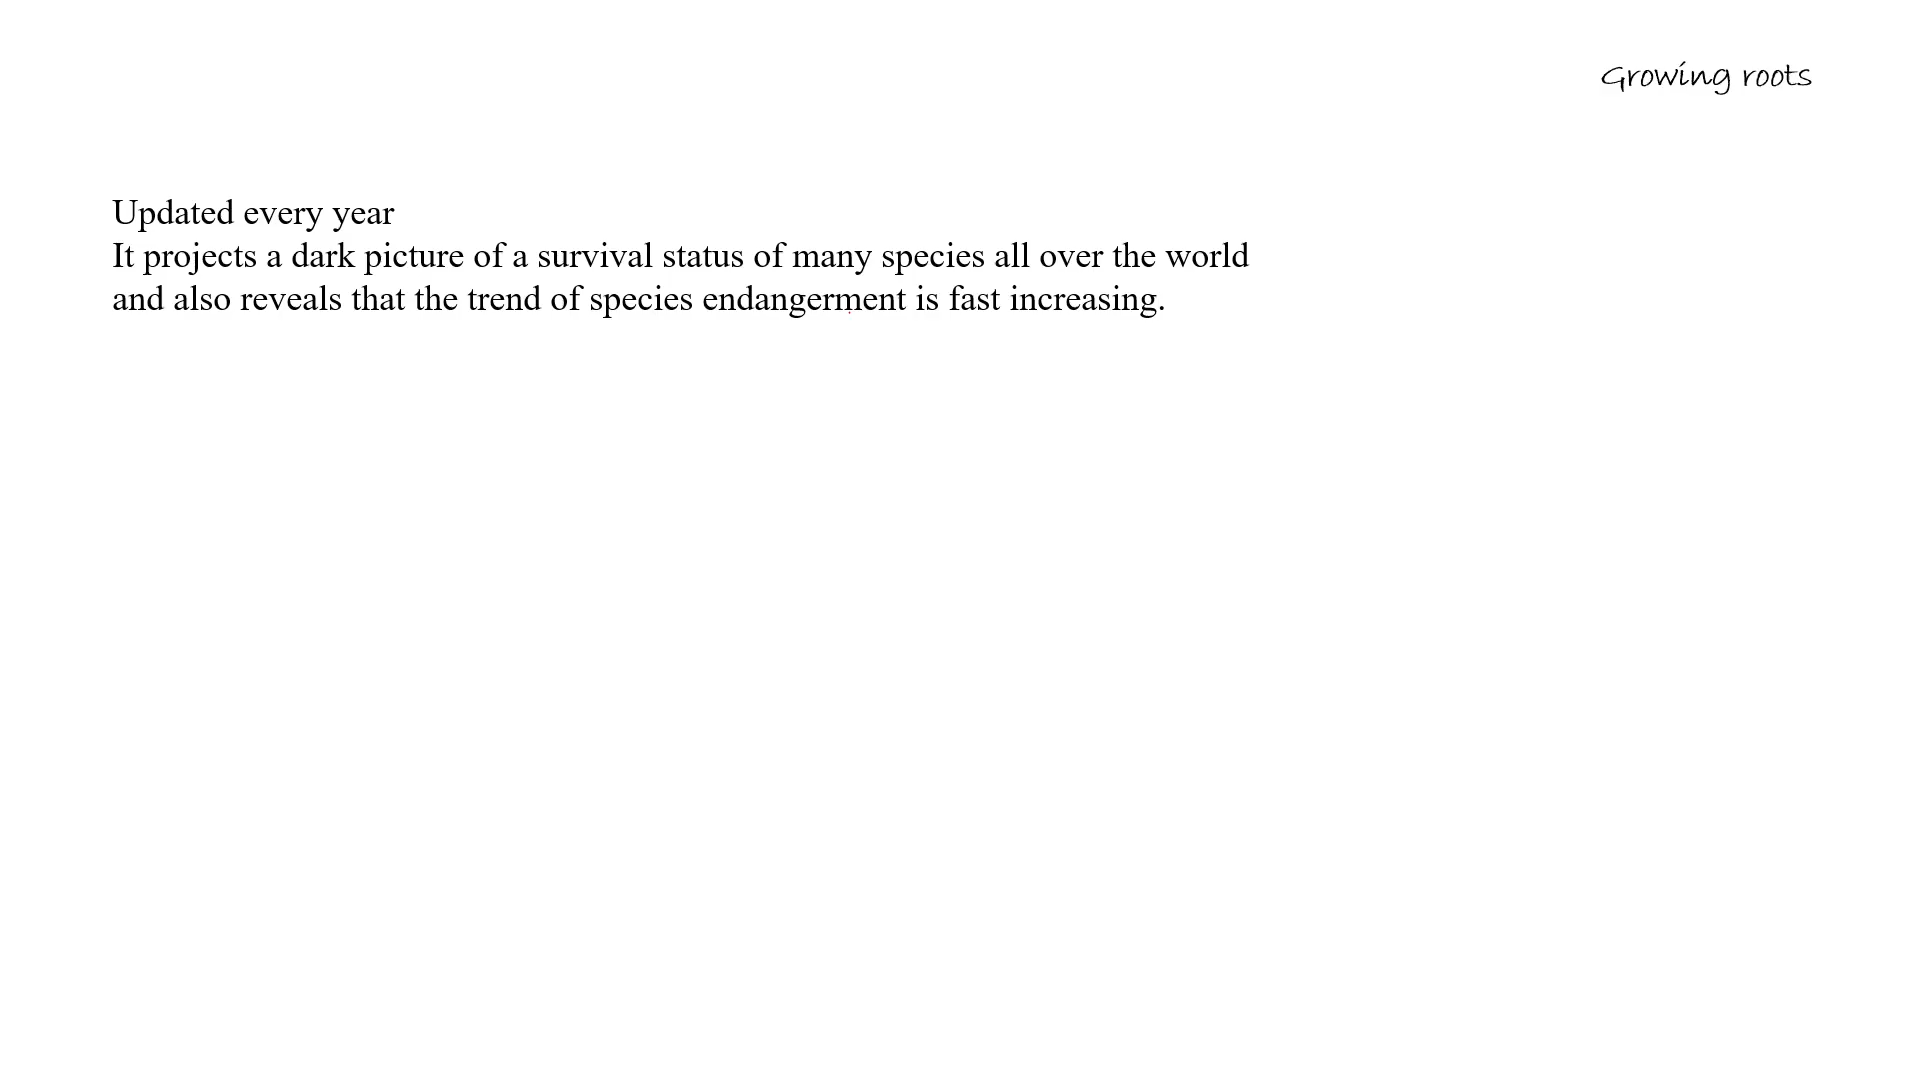 Growing roots
Updated every year
It projects a dark picture of a survival status of many species all over the world
and also reveals that the trend of species endangerment is fast increasing.